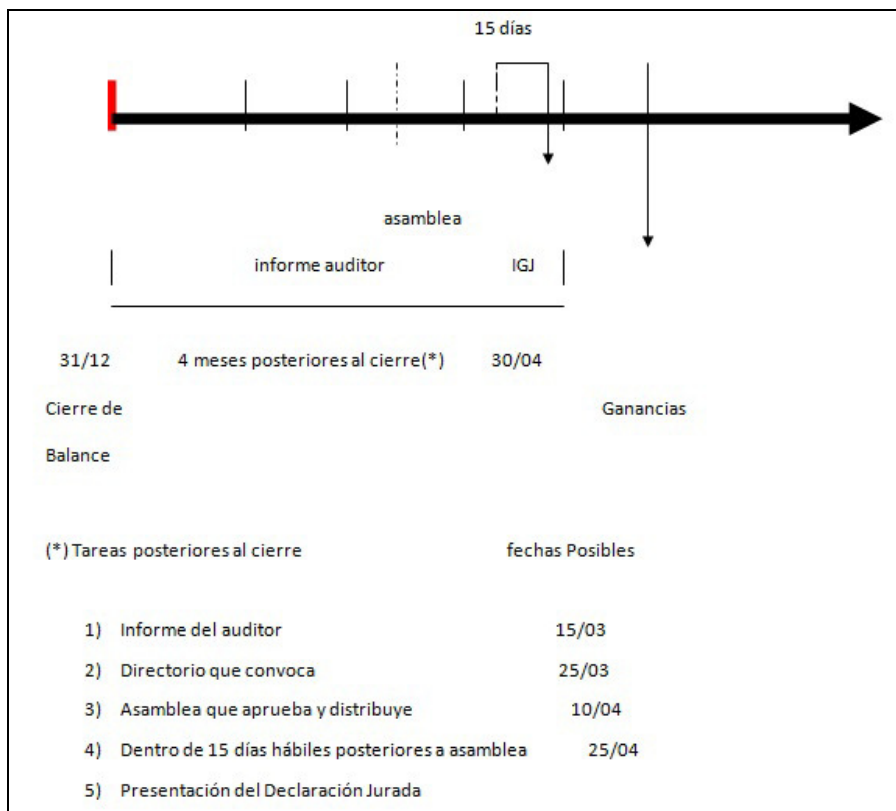 15 días
asamblea
informe auditor IGJ
31/12 4 meses posteriores al cierre(*) 30/04
Cierre de Ganancias
Balance
(*) Tareas posteriores al cierre fechas Posibles
1) Informe del auditor 15/03
2) Directorio que convoca 25/03
3) Asamblea que aprueba y distribuye 10/04
4) Dentro de 15 días hábiles posteriores a asamblea 25/04
5) Presentación del Declaración Jurada